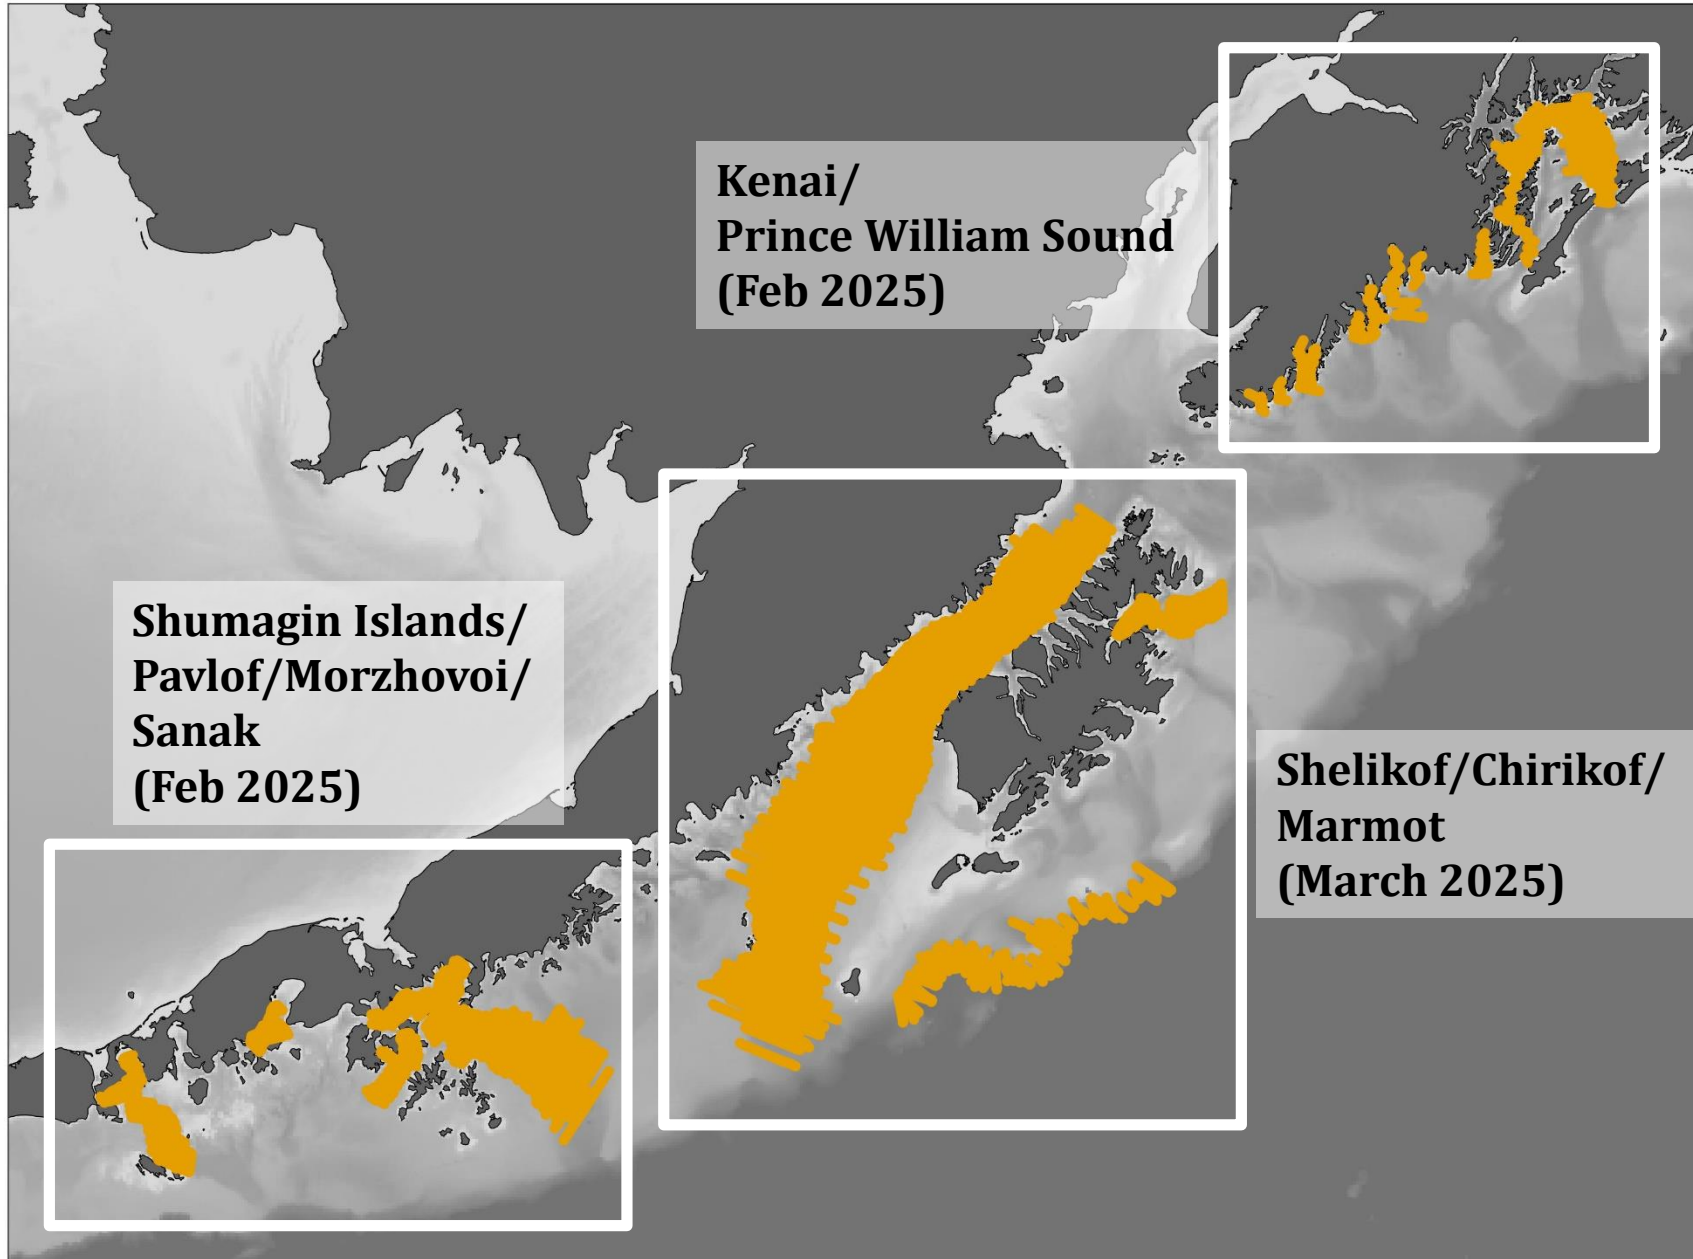 Kenai/
Prince William Sound
(Feb 2025)
Shumagin Islands/
Pavlof/Morzhovoi/
Sanak
(Feb 2025)
Shelikof/Chirikof/
Marmot
(March 2025)